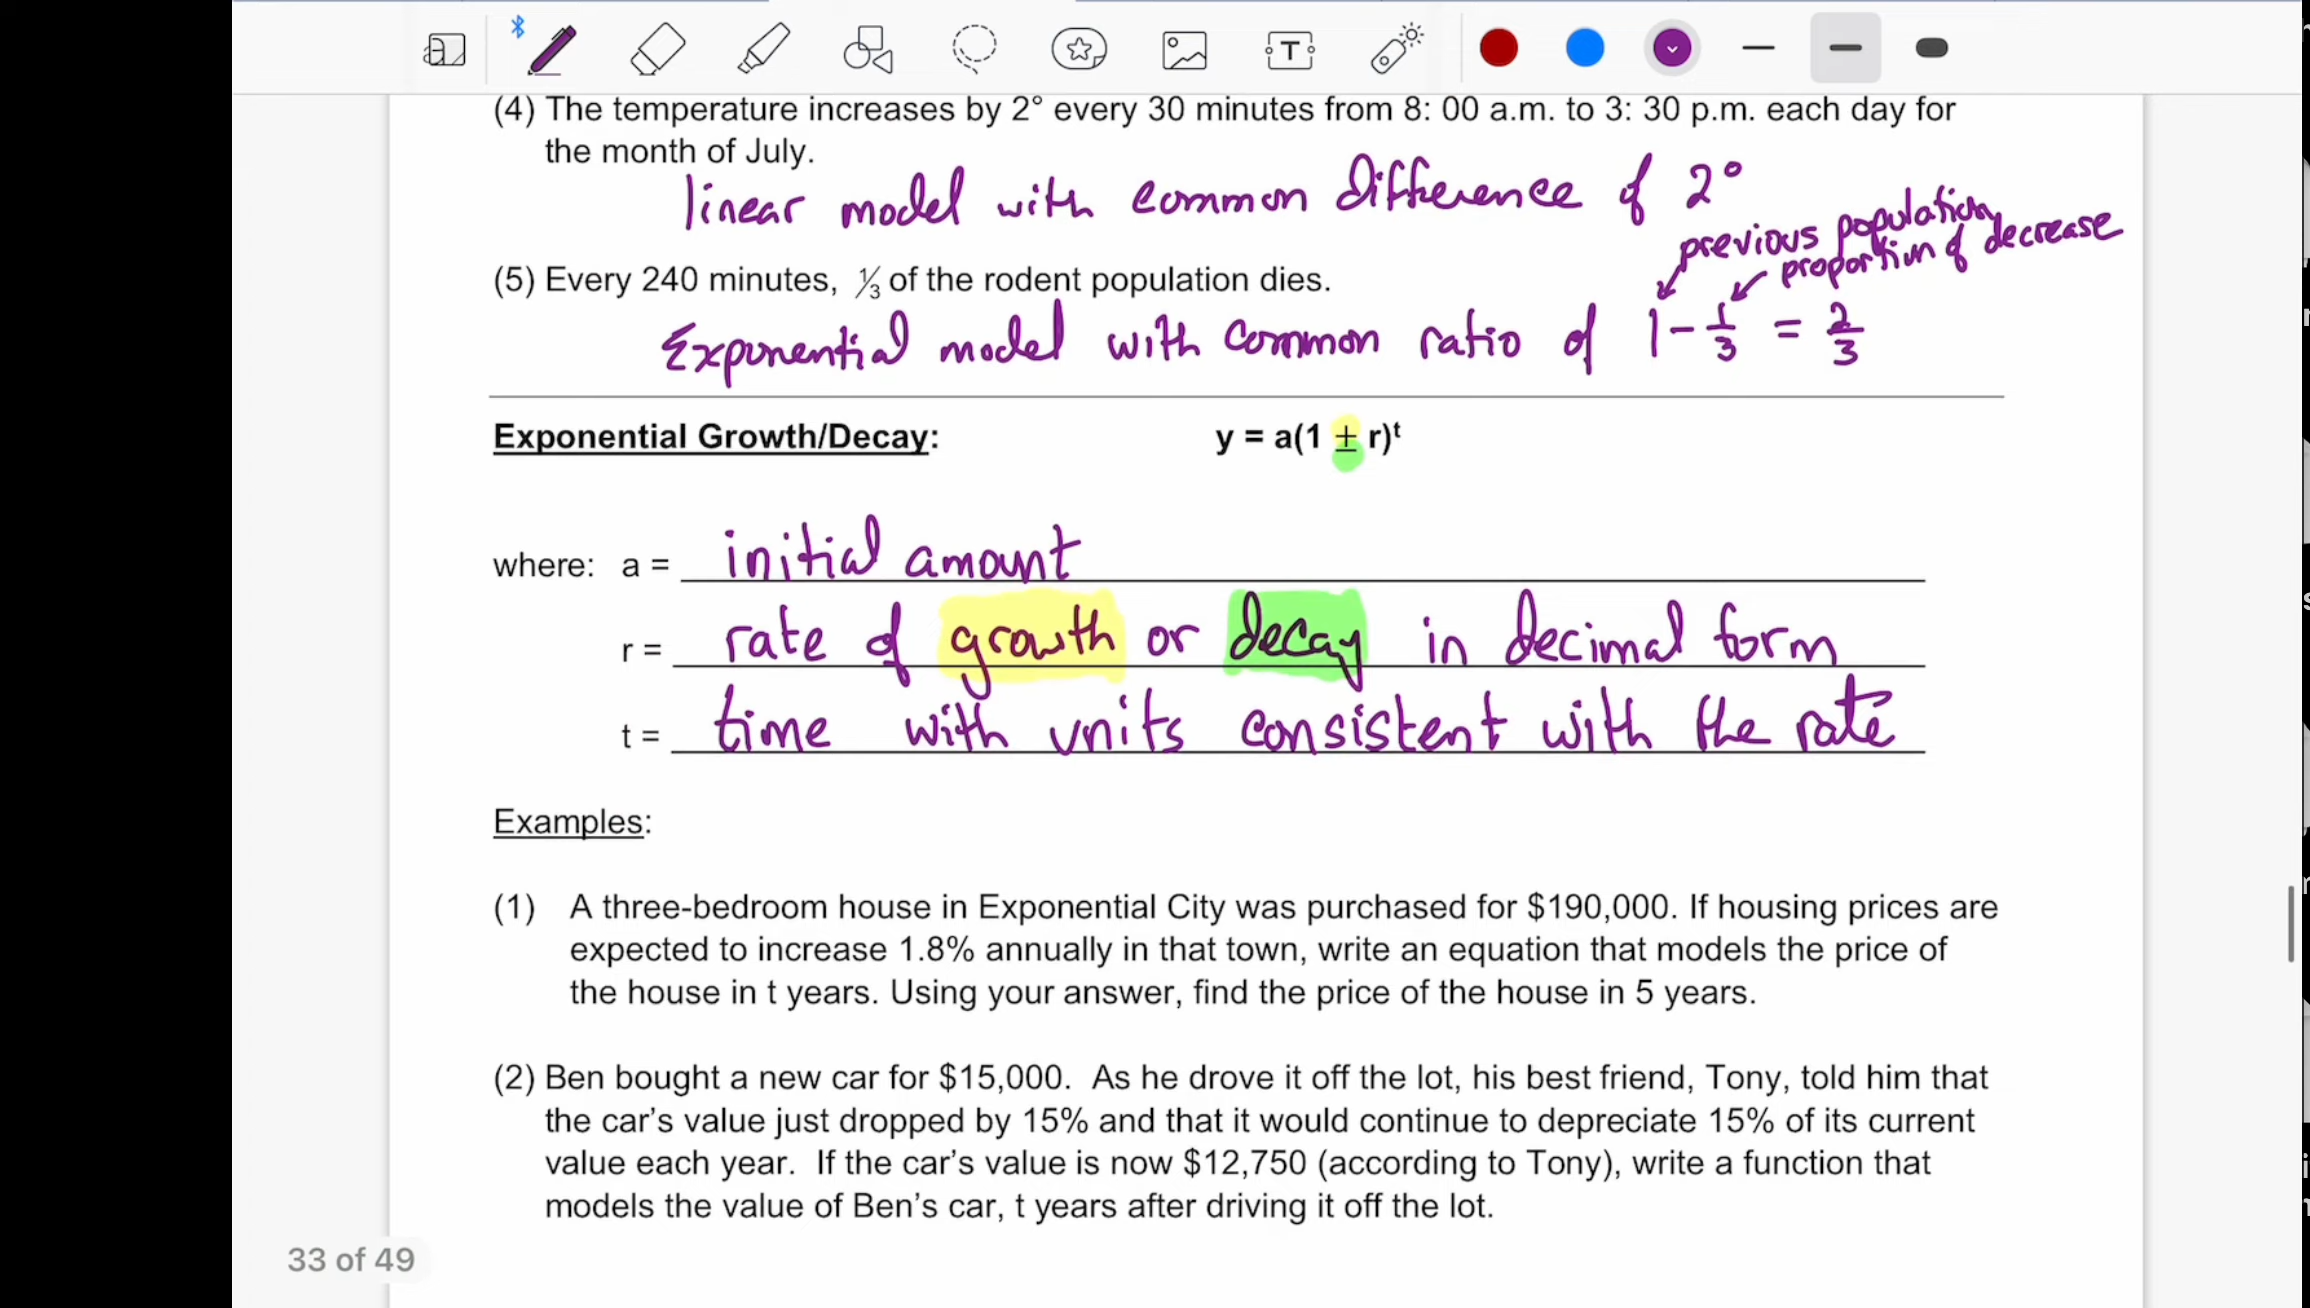 (4) The temperature increases by 2° every 30 minutes from 8: 00 a.m. to 3: 30 p.m. each day for
the month of July.
linear model with common difference of 2°
previous population
proportion of decrease
(5) Every 240 minutes, ⅓ of the rodent population dies.
Exponential model with common ratio of 1 - 1/3 = 2/3
Exponential Growth/Decay: y = a(1 ± r)ᵗ
where: a = initial amount
r = rate of growth or decay in decimal form
t = time with units consistent with the rate
Examples:
(1) A three-bedroom house in Exponential City was purchased for $190,000. If housing prices are
expected to increase 1.8% annually in that town, write an equation that models the price of
the house in t years. Using your answer, find the price of the house in 5 years.
(2) Ben bought a new car for $15,000. As he drove it off the lot, his best friend, Tony, told him that
the car's value just dropped by 15% and that it would continue to depreciate 15% of its current
value each year. If the car's value is now $12,750 (according to Tony), write a function that
models the value of Ben's car, t years after driving it off the lot.
33 of 49